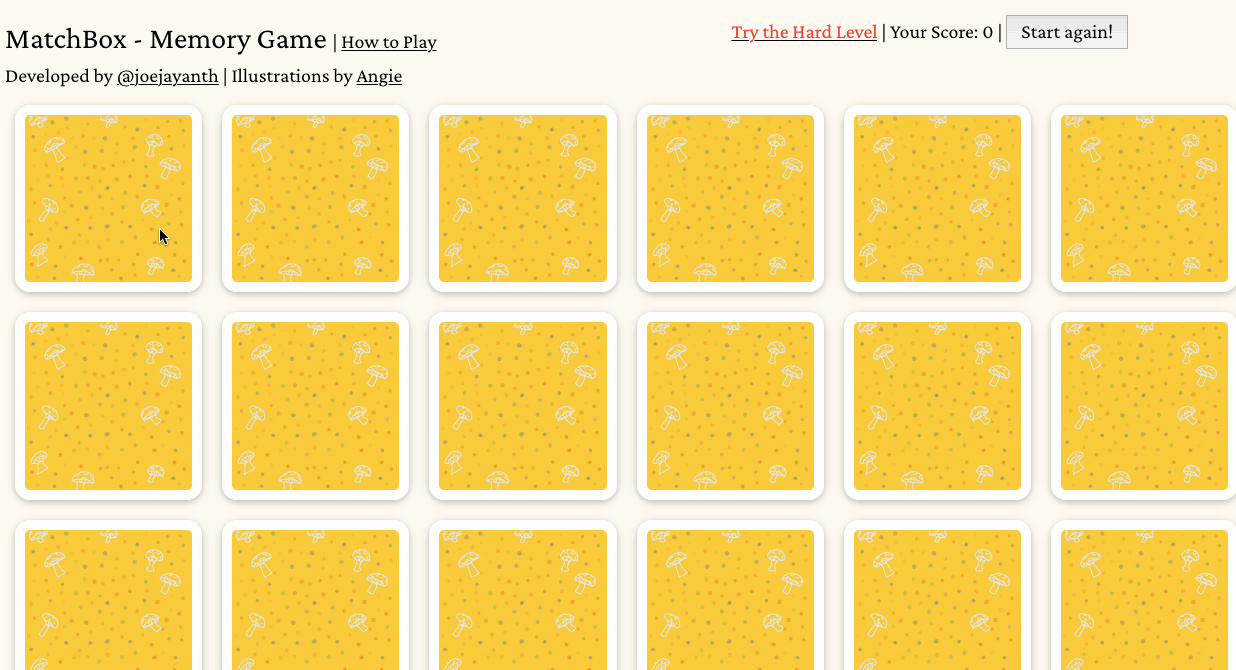 MatchBox - Memory Game | How to Play
Try the Hard Level | Your Score: 0 | Start again!
Developed by @joejayanth | Illustrations by Angie